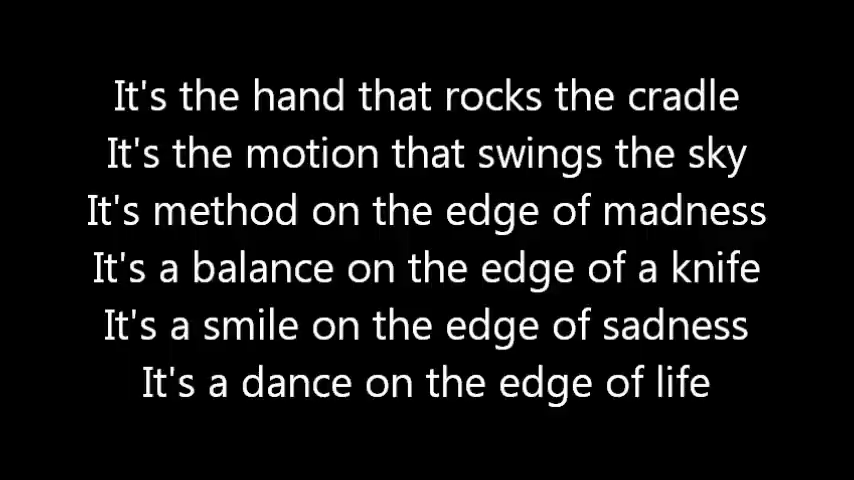 It's the hand that rocks the cradle
It's the motion that swings the sky
It's method on the edge of madness
It's a balance on the edge of a knife
It's a smile on the edge of sadness
It's a dance on the edge of life